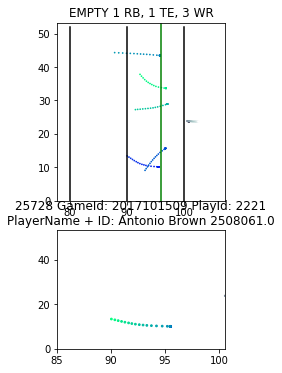 EMPTY 1 RB, 1 TE, 3 WR
50
40
30
20
10
0
80 90 100
25728 GameId: 2017101509 PlayId: 2221
PlayerName + ID: Antonio Brown 2508061.0
40
20
0
85 90 95 100